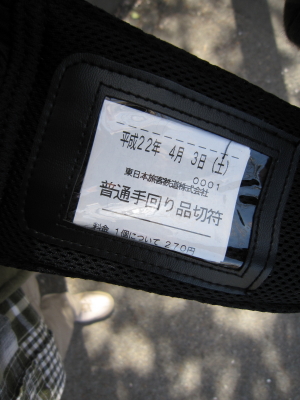 平成22年 4月 3日(土)
0001
東日本旅客鉄道株式会社
普通手回り品切符
料金 1個について 270円